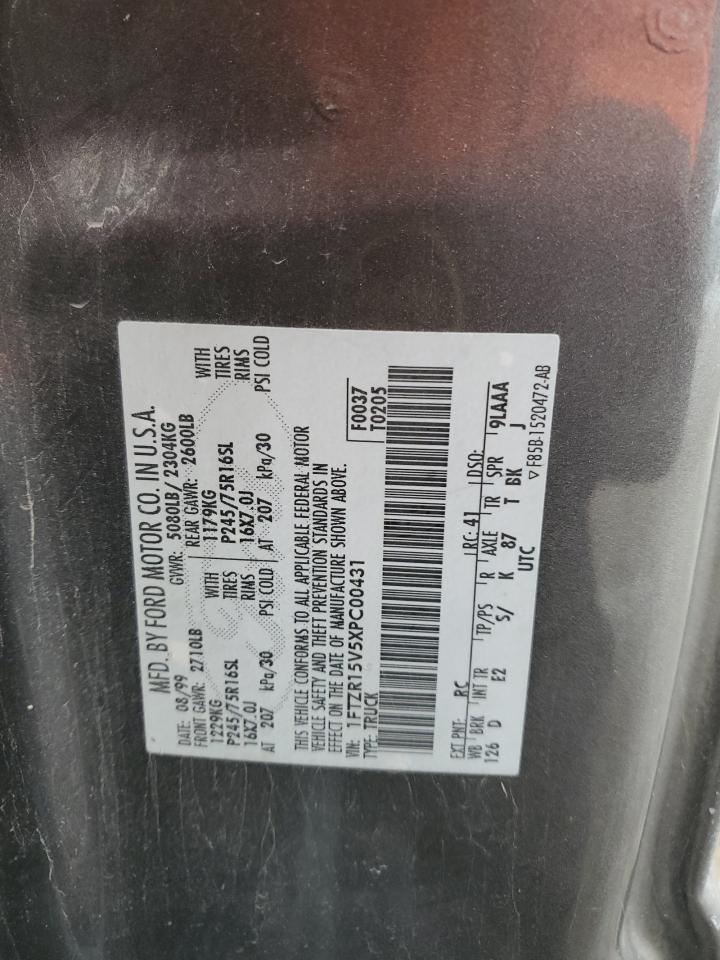 MFD. BY FORD MOTOR CO. IN U.S.A.
DATE: 08/99 GVWR: 5080LB/ 2304KG
FRONT GAWR: 2710LB REAR GAWR: 2600LB
1229KG WITH 1179KG WITH
P245/75R16SL TIRES P245/75R16SL TIRES
16X7.0J RIMS 16X7.0J RIMS
AT 207 kPa/30 PSI COLD AT 207 kPa/30 PSI COLD
THIS VEHICLE CONFORMS TO ALL APPLICABLE FEDERAL MOTOR
VEHICLE SAFETY AND THEFT PREVENTION STANDARDS IN
EFFECT ON THE DATE OF MANUFACTURE SHOWN ABOVE.
VIN: 1FTZR15V5XPC00431 F0037
TYPE: TRUCK T0205
EXT PNT: RC RC: 41 DSO:
WB BRK INT TR TP/PS R AXLE TR SPR 9LAAA
126 D E2 S/ K 87 T BK J
UTC
▽ F85B-1520472-AB